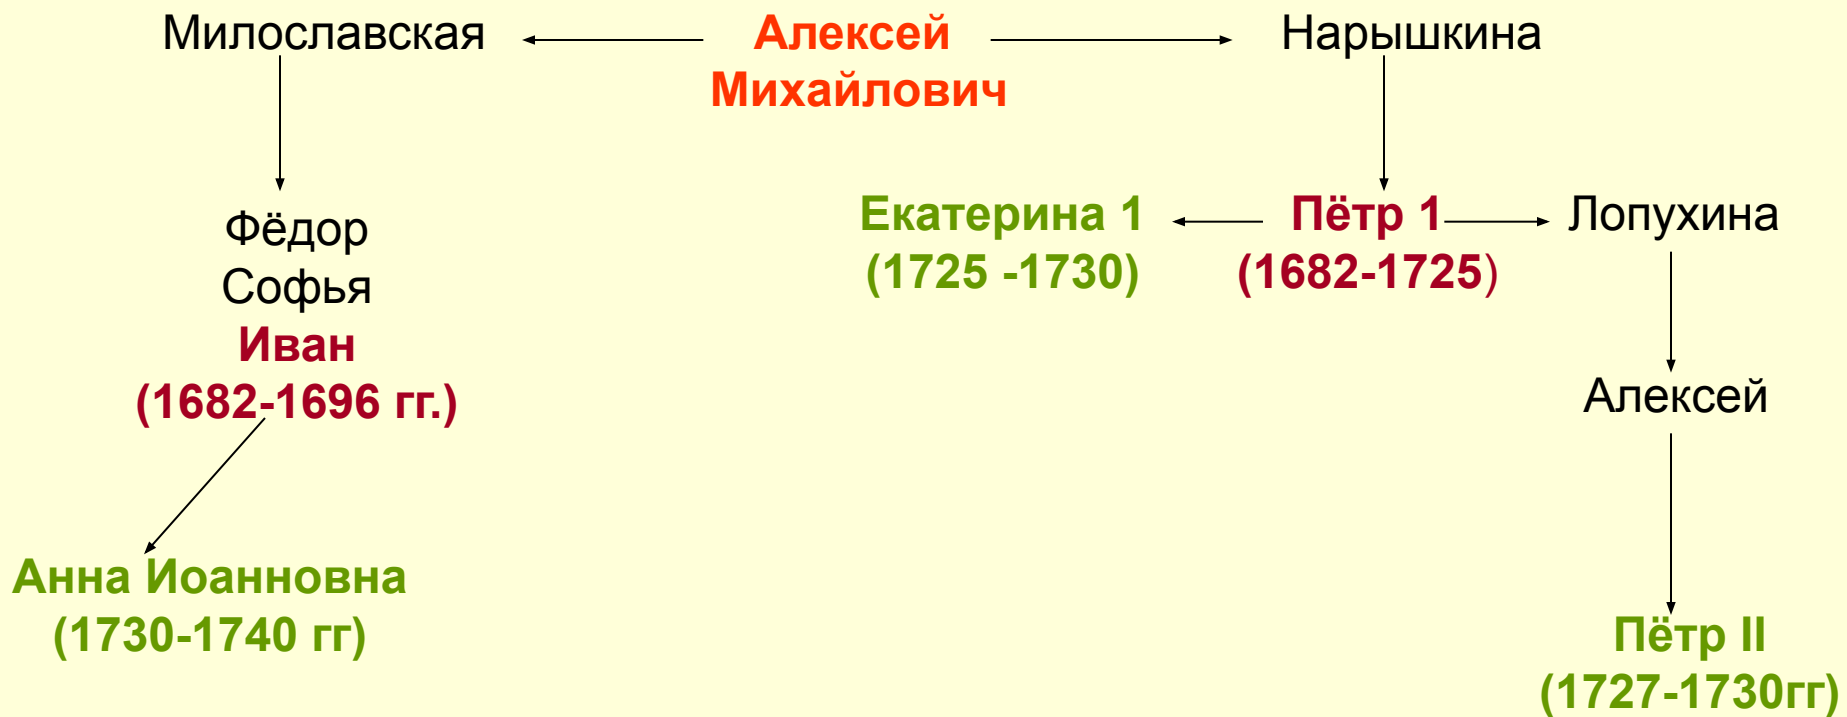 Милославская
Алексей
Михайлович
Нарышкина
Фёдор
Софья
Иван
(1682-1696 гг.)
Екатерина 1
(1725 -1730)
Пётр 1
(1682-1725)
Лопухина
Алексей
Анна Иоанновна
(1730-1740 гг)
Пётр II
(1727-1730гг)